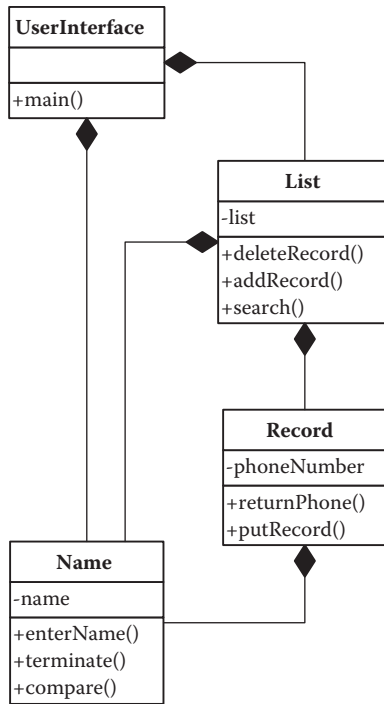 UserInterface
+main()
List
-list
+deleteRecord()
+addRecord()
+search()
Record
-phoneNumber
+returnPhone()
+putRecord()
Name
-name
+enterName()
+terminate()
+compare()